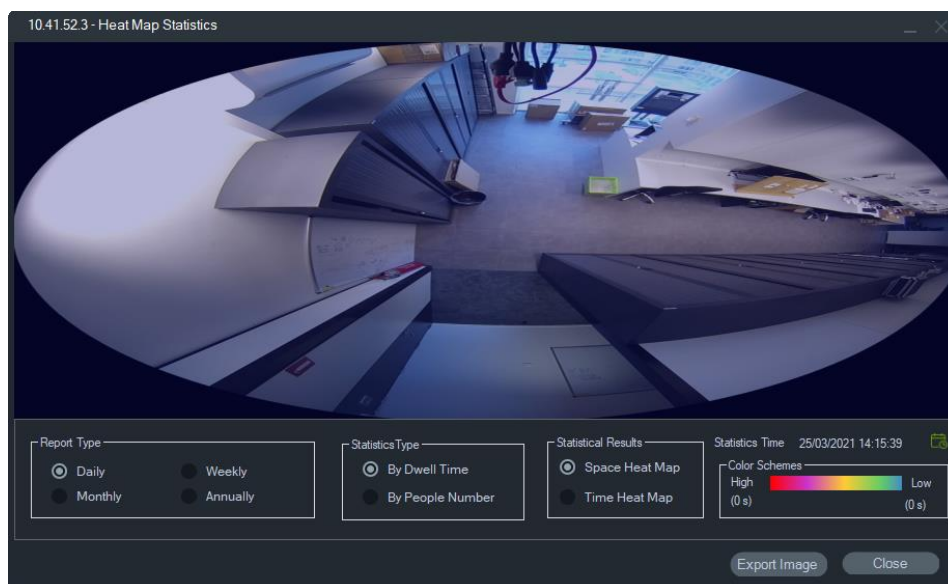 10.41.52.3 - Heat Map Statistics
Report Type
Daily
Weekly
Monthly
Annually
StatisticsType
By Dwell Time
By People Number
Statistical Results
Space Heat Map
Time Heat Map
Statistics Time 25/03/2021 14:15:39
Color Schemes
High Low
(0 s) (0 s)
Export Image Close